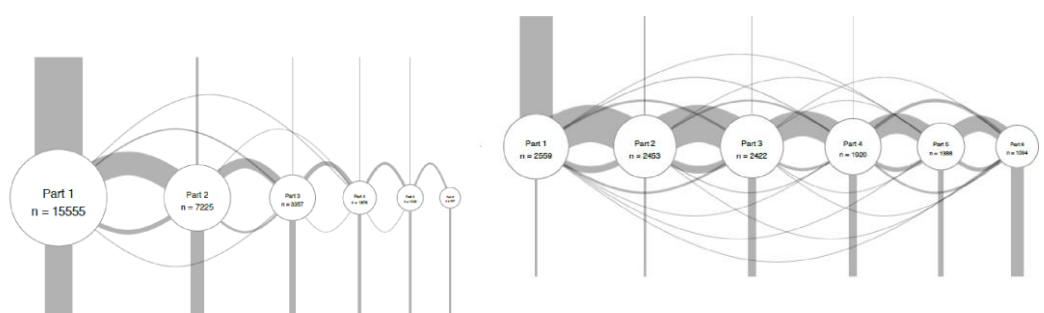 Part 1
n = 15555
Part 2
n = 7225
Part 3
n = 3357
Part 1
n = 2559
Part 2
n = 2453
Part 3
n = 2422
Part 4
n = 1920
Part 5
Part 6